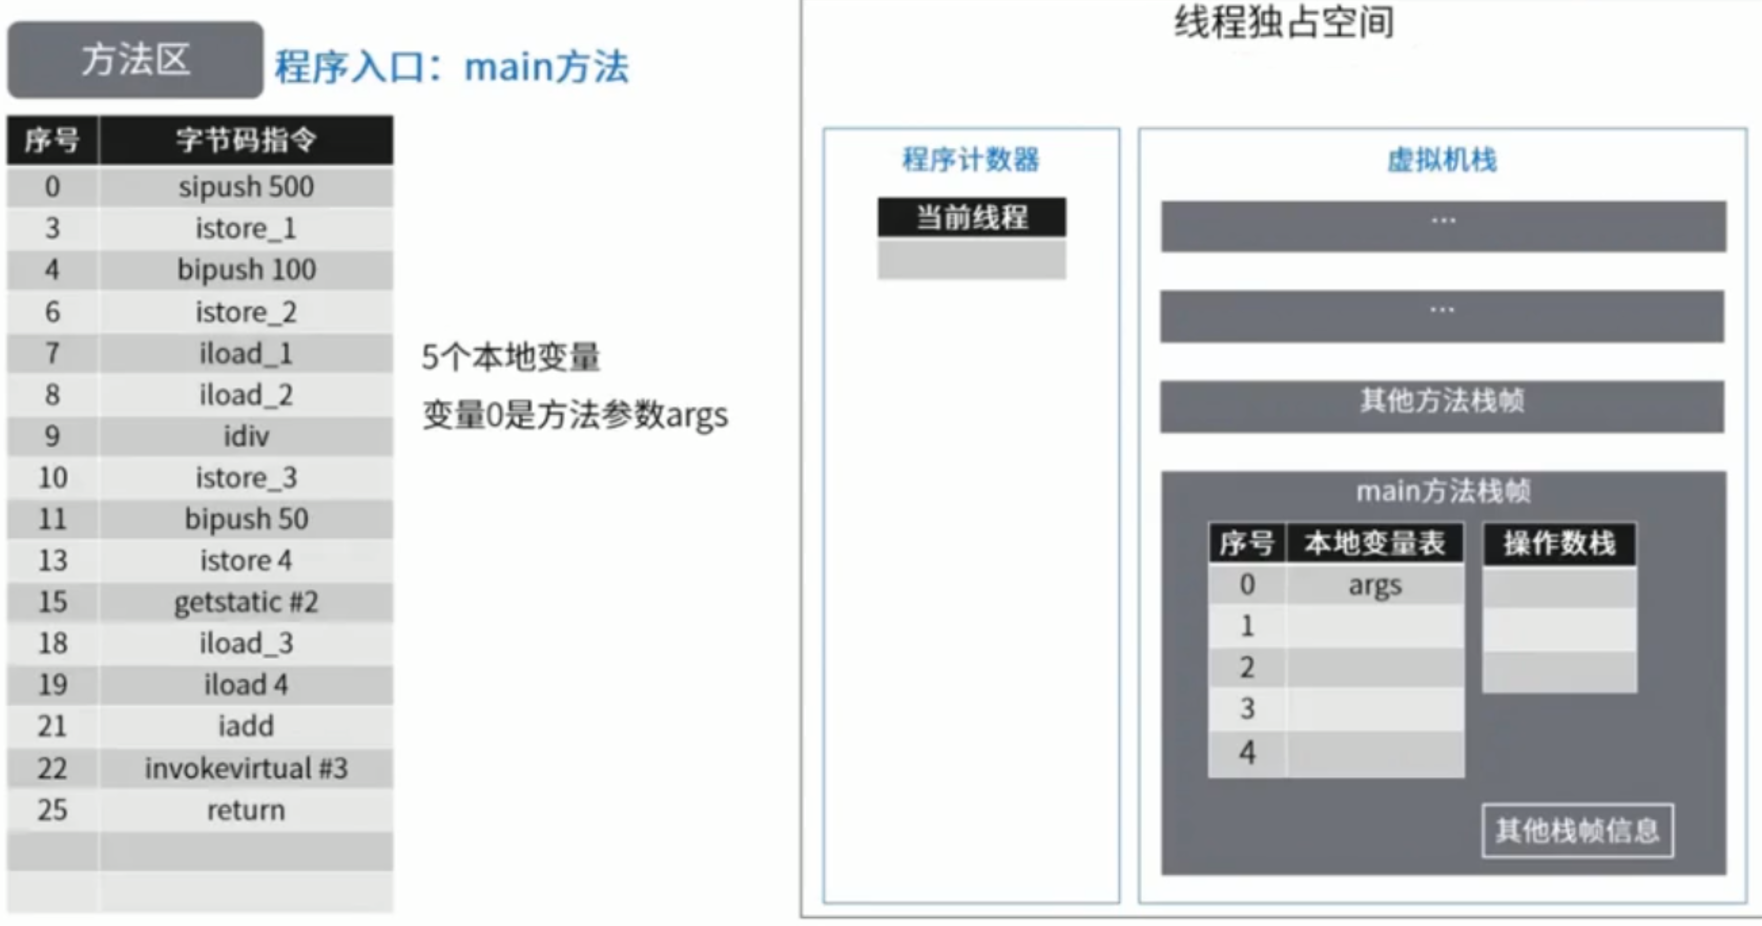 方法区
程序入口：main方法
序号 字节码指令
0 sipush 500
3 istore_1
4 bipush 100
6 istore_2
7 iload_1
8 iload_2
9 idiv
10 istore_3
11 bipush 50
13 istore 4
15 getstatic #2
18 iload_3
19 iload 4
21 iadd
22 invokevirtual #3
25 return
5个本地变量
变量0是方法参数args
线程独占空间
程序计数器
当前线程
虚拟机栈
...
...
其他方法栈帧
main方法栈帧
序号 本地变量表
0 args
1
2
3
4
操作数栈
其他栈帧信息